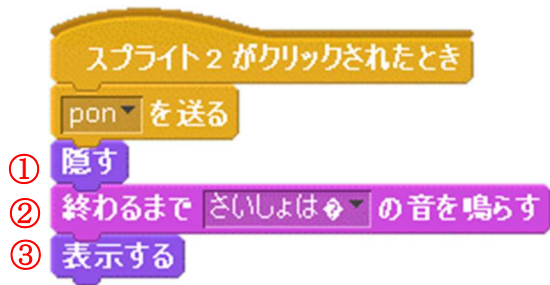 スプライト2がクリックされたとき
pon を送る
① 隠す
② 終わるまで さいしょは� の音を鳴らす
③ 表示する